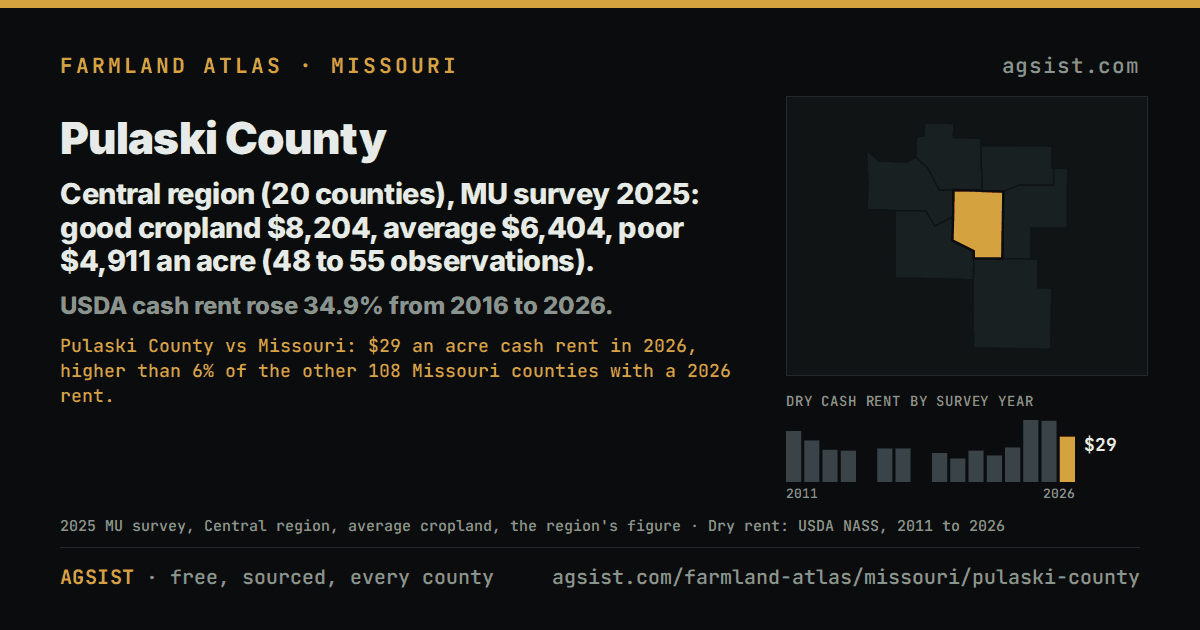 FARMLAND ATLAS · MISSOURI
agsist.com
Pulaski County
Central region (20 counties), MU survey 2025:
good cropland $8,204, average $6,404, poor
$4,911 an acre (48 to 55 observations).
USDA cash rent rose 34.9% from 2016 to 2026.
Pulaski County vs Missouri: $29 an acre cash rent in 2026,
higher than 6% of the other 108 Missouri counties with a 2026
rent.
DRY CASH RENT BY SURVEY YEAR
$29
2011 2026
2025 MU survey, Central region, average cropland, the region's figure · Dry rent: USDA NASS, 2011 to 2026
AGSIST · free, sourced, every county
agsist.com/farmland-atlas/missouri/pulaski-county